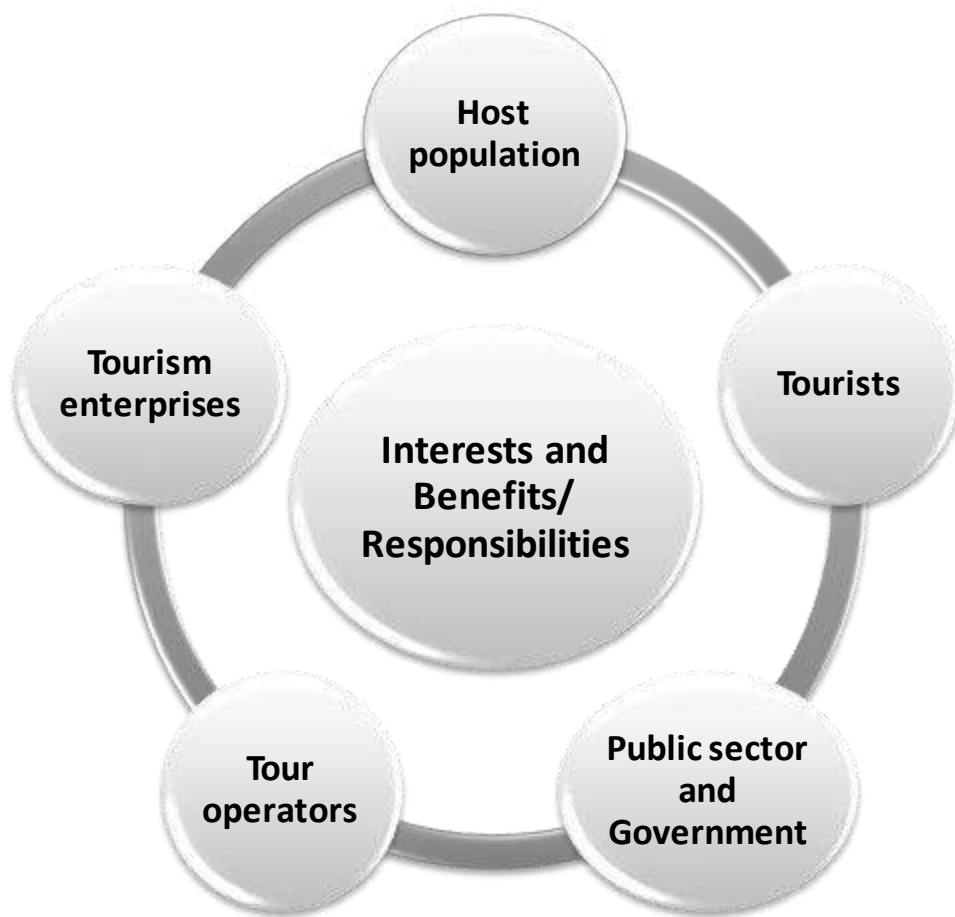 Host
population
Tourists
Public sector
and
Government
Tour
operators
Tourism
enterprises
Interests and
Benefits/
Responsibilities